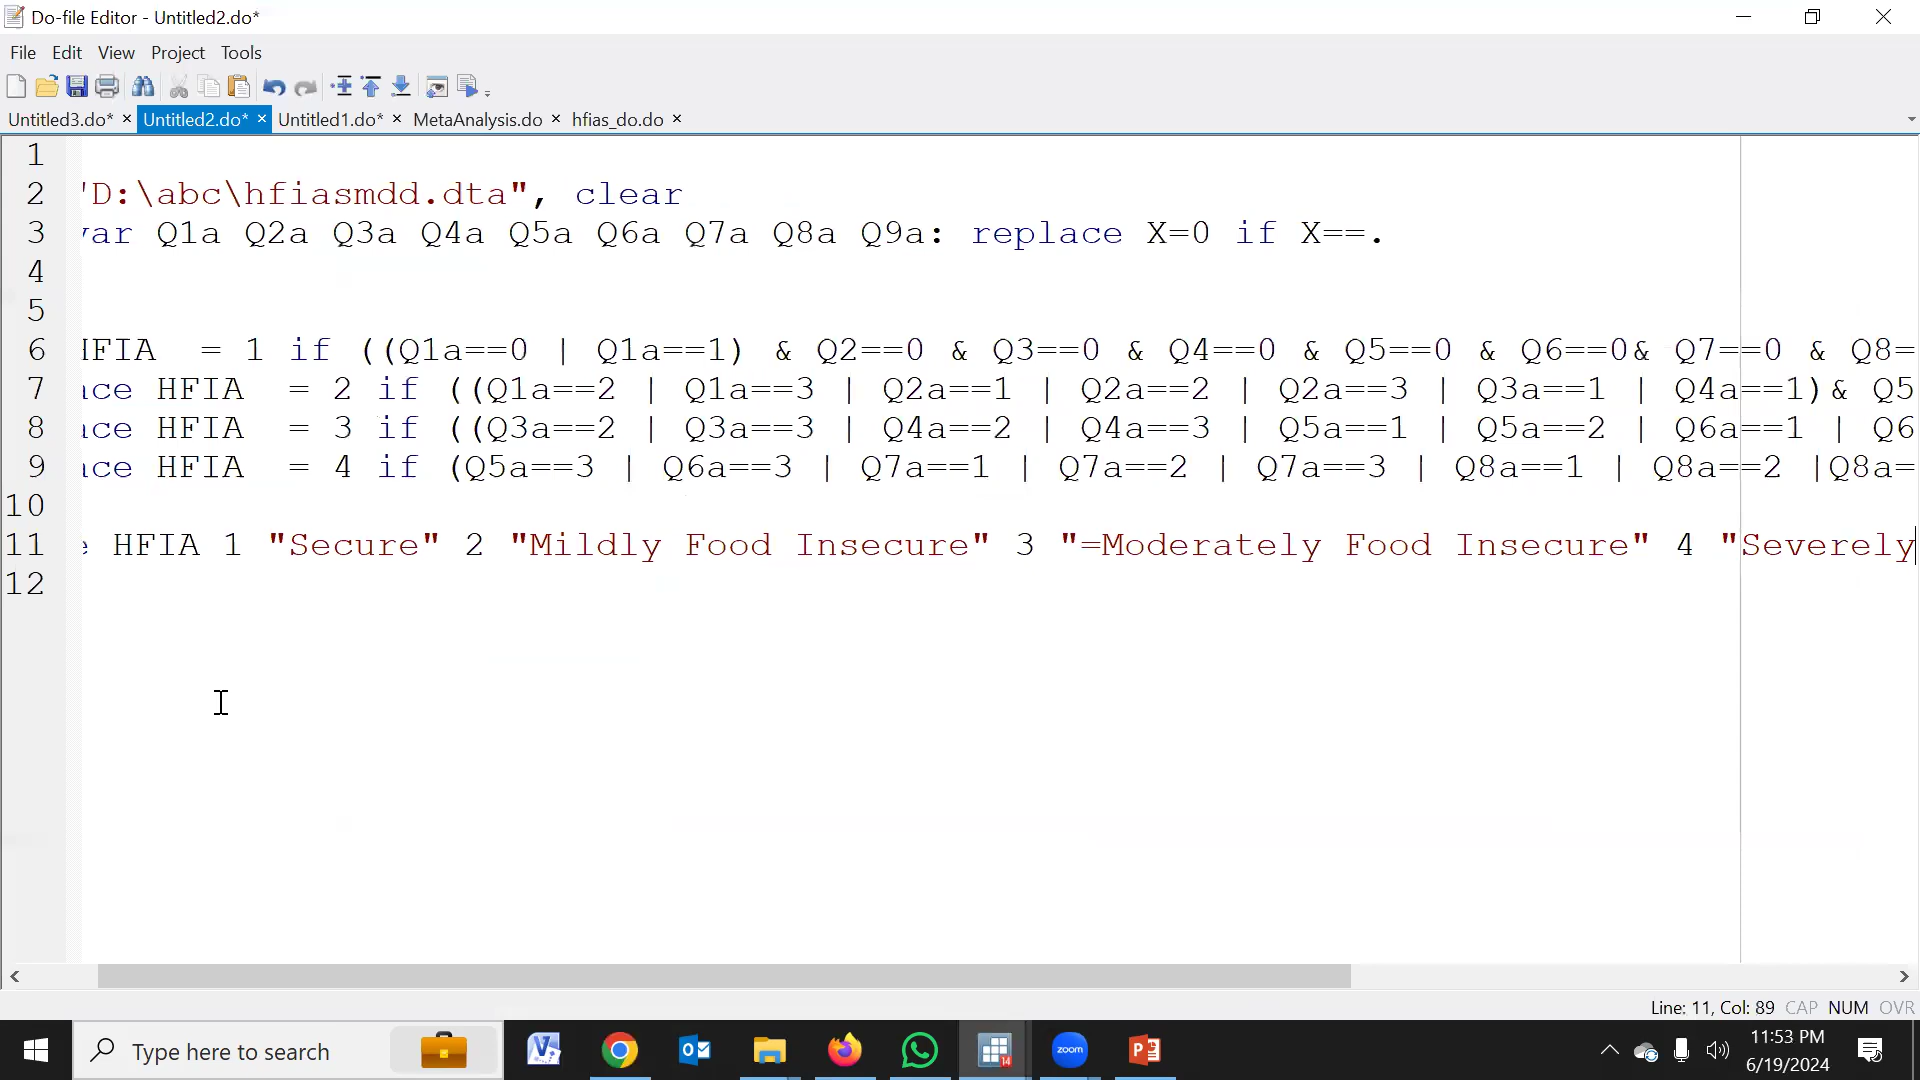 Do-file Editor - Untitled2.do*
File Edit View Project Tools
Untitled3.do* Untitled2.do* Untitled1.do* MetaAnalysis.do hfias_do.do
1
2 "D:\abc\hfiasmdd.dta", clear
3 var Q1a Q2a Q3a Q4a Q5a Q6a Q7a Q8a Q9a: replace X=0 if X==.
4
5
6 HFIA = 1 if ((Q1a==0 | Q1a==1) & Q2==0 & Q3==0 & Q4==0 & Q5==0 & Q6==0& Q7==0 & Q8=
7 ace HFIA = 2 if ((Q1a==2 | Q1a==3 | Q2a==1 | Q2a==2 | Q2a==3 | Q3a==1 | Q4a==1)& Q5
8 ace HFIA = 3 if ((Q3a==2 | Q3a==3 | Q4a==2 | Q4a==3 | Q5a==1 | Q5a==2 | Q6a==1 | Q6
9 ace HFIA = 4 if (Q5a==3 | Q6a==3 | Q7a==1 | Q7a==2 | Q7a==3 | Q8a==1 | Q8a==2 |Q8a=
10
11 e HFIA 1 "Secure" 2 "Mildly Food Insecure" 3 "=Moderately Food Insecure" 4 "Severely
12
Line: 11, Col: 89 CAP NUM OVR
Type here to search
14
zoom
11:53 PM
6/19/2024